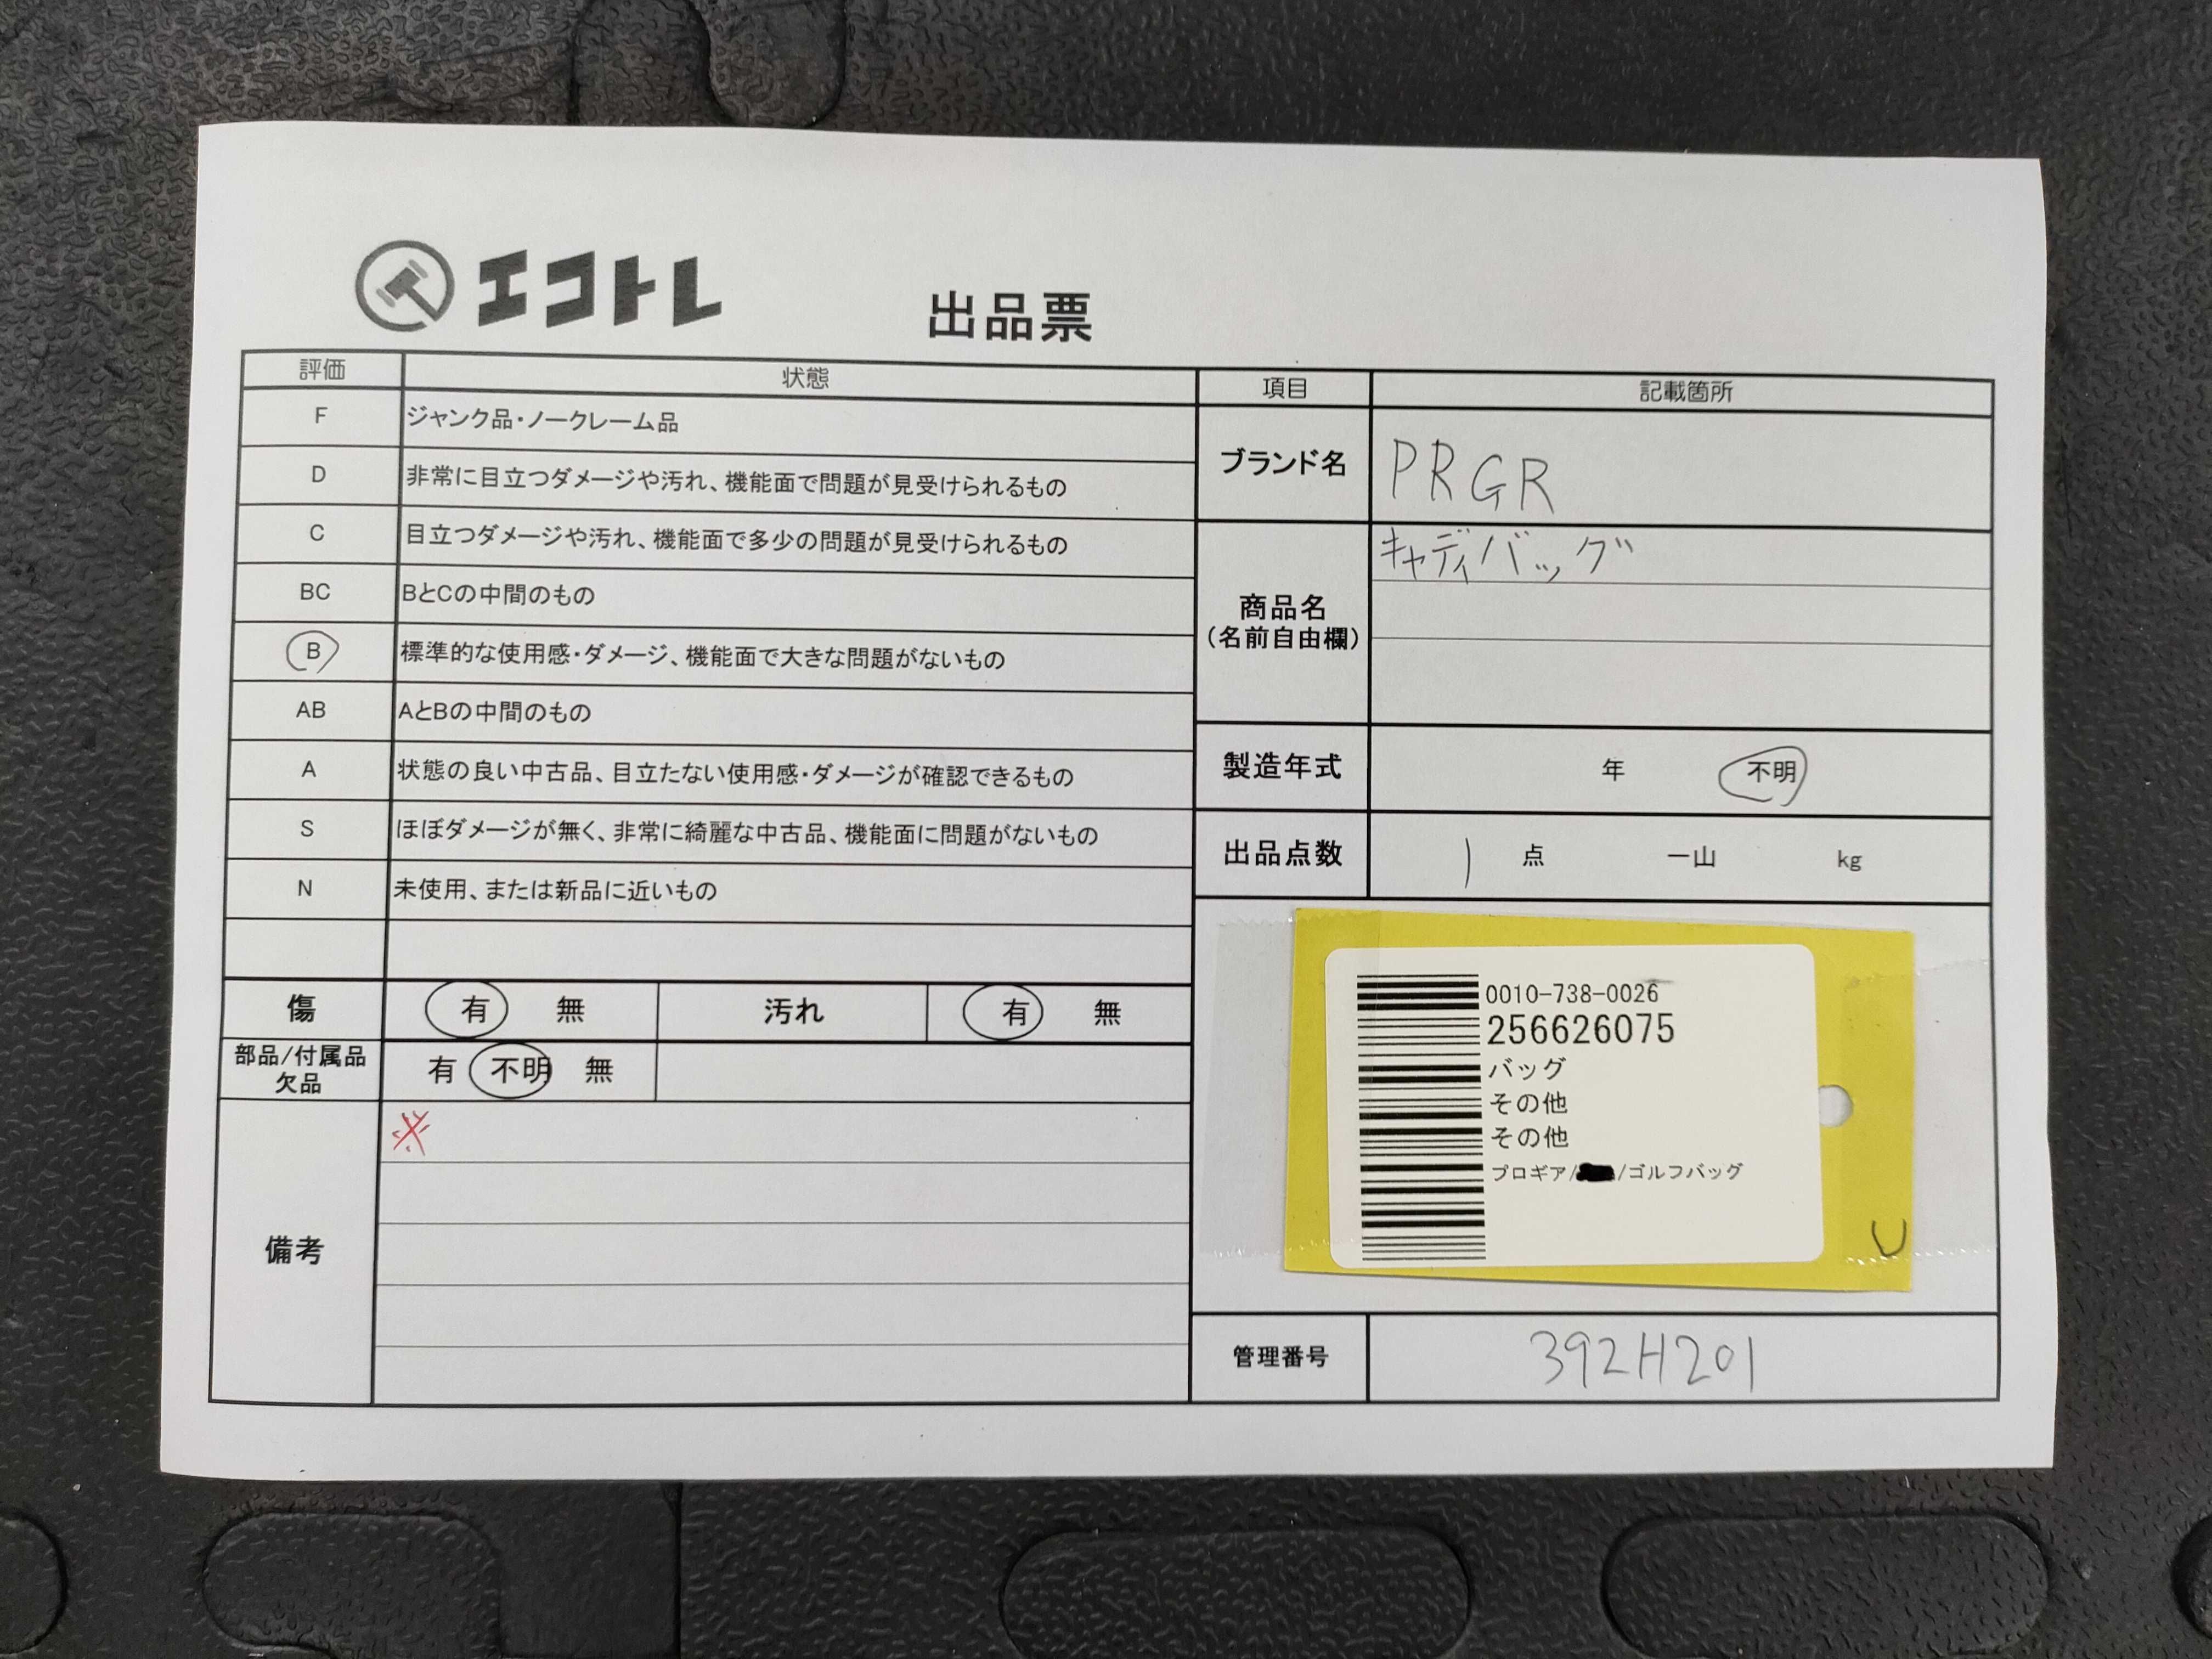 エコトレ
出品票
評価 状態
F ジャンク品・ノークレーム品
D 非常に目立つダメージや汚れ、機能面で問題が見受けられるもの
C 目立つダメージや汚れ、機能面で多少の問題が見受けられるもの
BC BとCの中間のもの
B 標準的な使用感・ダメージ、機能面で大きな問題がないもの
AB AとBの中間のもの
A 状態の良い中古品、目立たない使用感・ダメージが確認できるもの
S ほぼダメージが無く、非常に綺麗な中古品、機能面に問題がないもの
N 未使用、または新品に近いもの
傷 有 無 汚れ 有 無
部品/付属品
欠品
有 不明 無
備考
※
項目 記載箇所
ブランド名 PRGR
商品名
(名前自由欄)
キャディバッグ
製造年式 年 不明
出品点数 1 点 一山 kg
0010-738-0026
256626075
バッグ
その他
その他
プロギア/ /ゴルフバッグ
U
管理番号 392H201